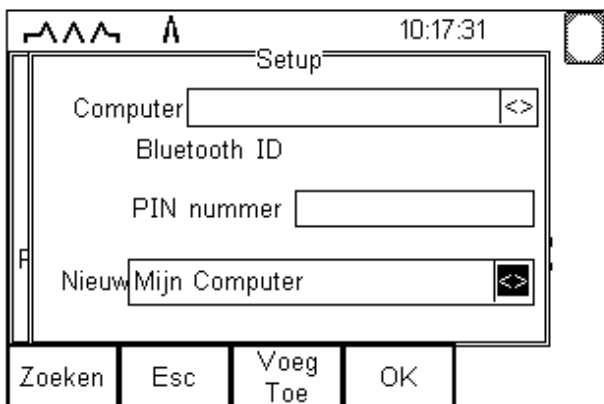 10:17:31
Setup
Computer <>
Bluetooth ID
PIN nummer
F
Nieuw Mijn Computer <>
Zoeken Esc Voeg Toe OK